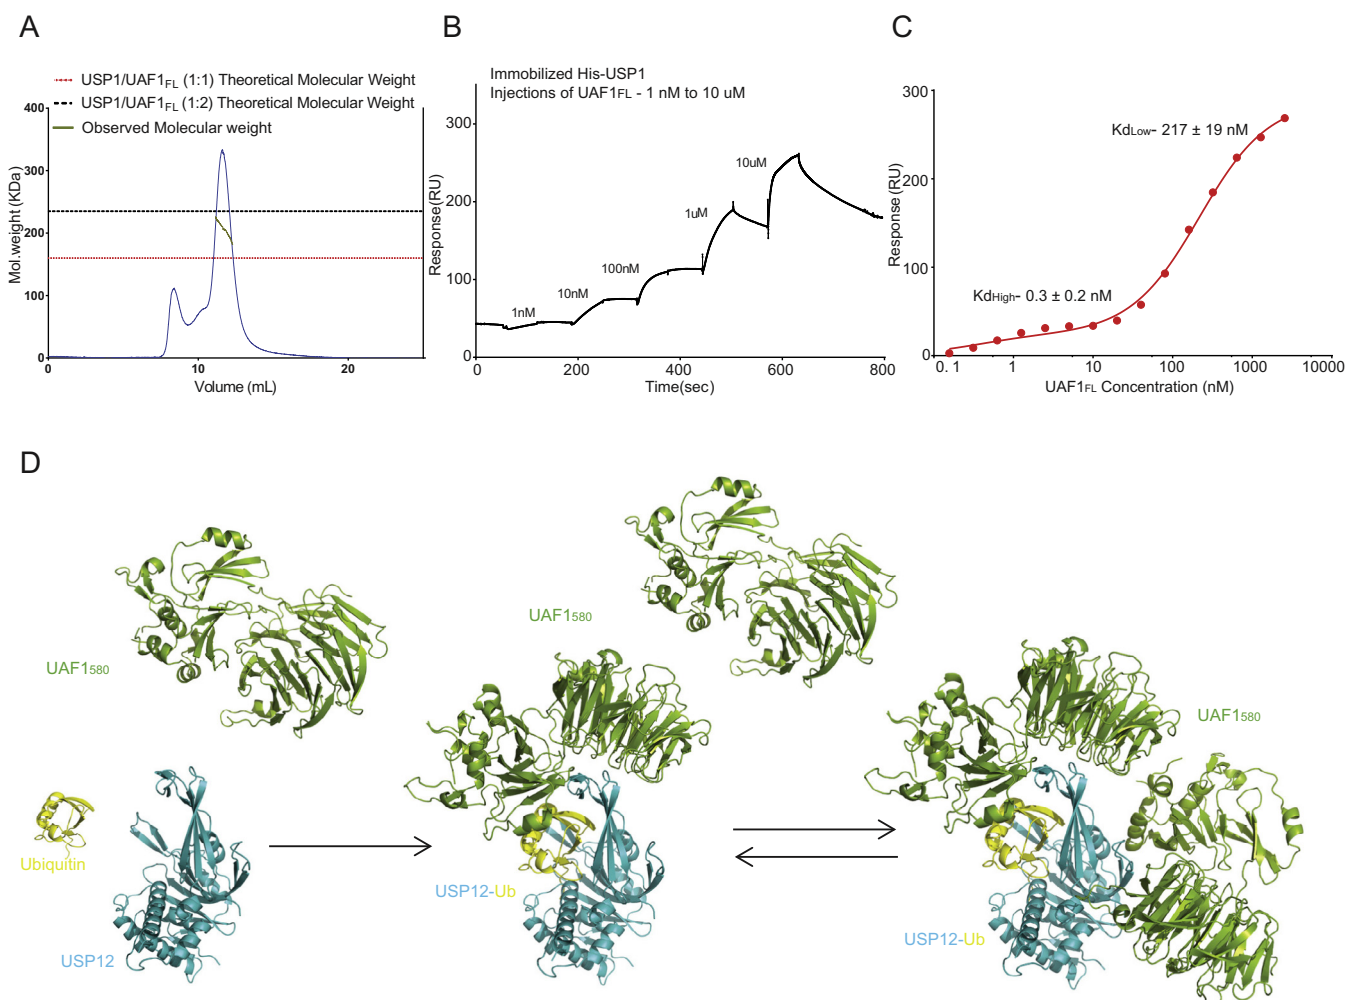 A
USP1/UAF1FL (1:1) Theoretical Molecular Weight
USP1/UAF1FL (1:2) Theoretical Molecular Weight
Observed Molecular weight
400
300
200
100
0
Mol.weight (KDa)
0
10
20
Volume (mL)
B
Immobilized His-USP1
Injections of UAF1FL - 1 nM to 10 uM
300
200
100
0
Response(RU)
1nM
10nM
100nM
1uM
10uM
0
200
400
600
800
Time(sec)
C
300
200
100
0
Response(RU)
KdLow- 217 ± 19 nM
KdHigh- 0.3 ± 0.2 nM
0.1
1
10
100
1000
10000
UAF1FL Concentration (nM)
D
UAF1580
Ubiquitin
USP12
UAF1580
USP12-Ub
UAF1580
USP12-Ub